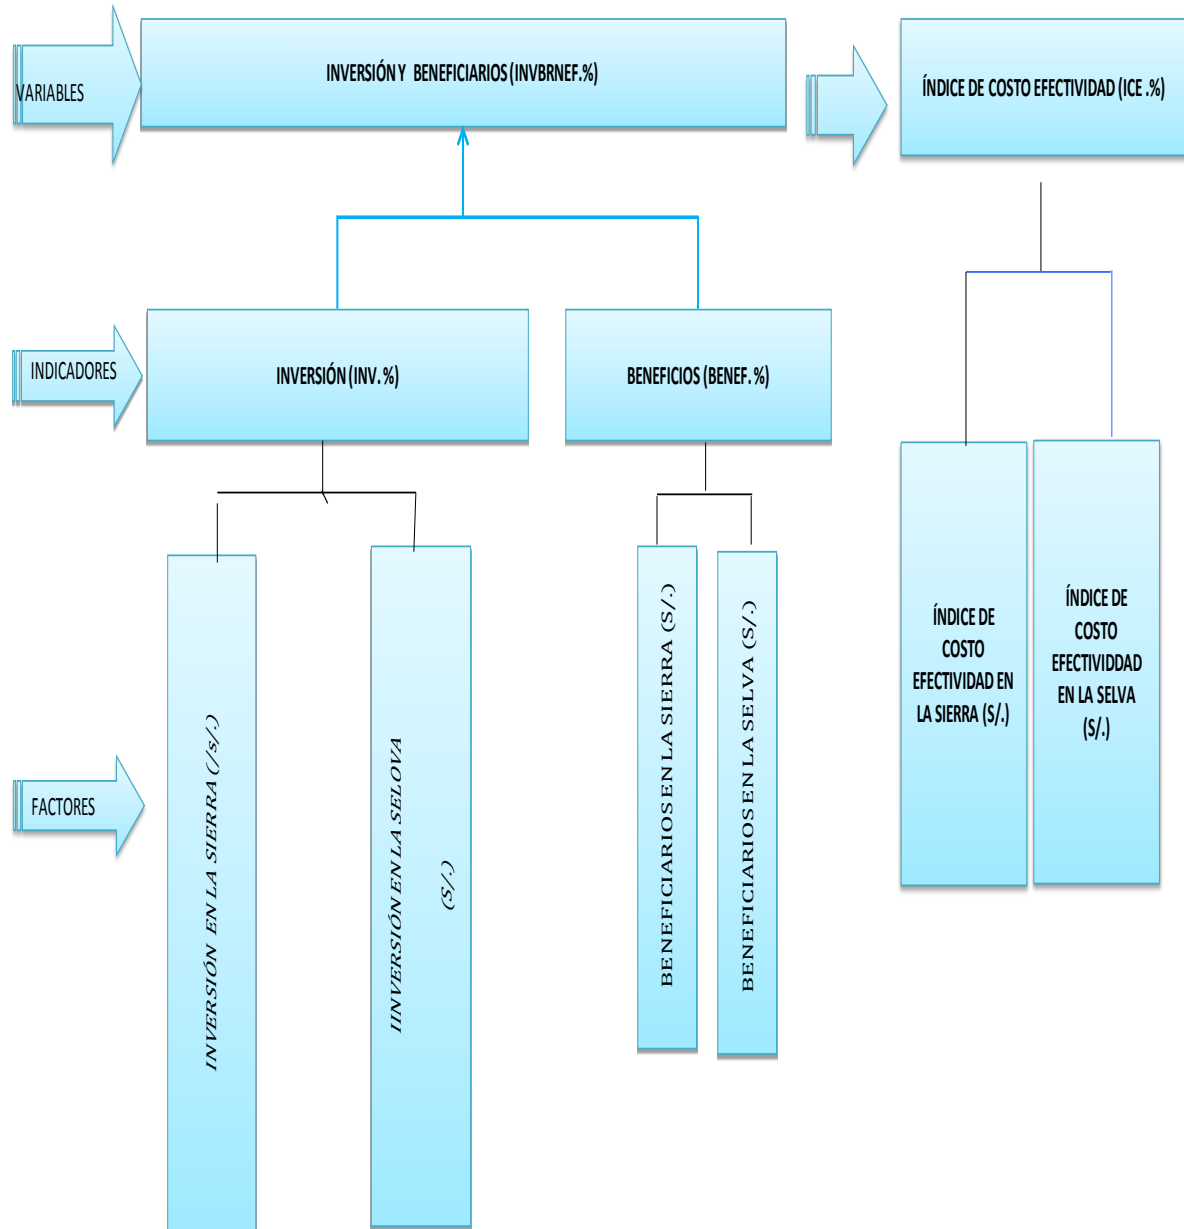 VARIABLES
INVERSIÓN Y BENEFICIARIOS (INVBRNEF.%)
ÍNDICE DE COSTO EFECTIVIDAD (ICE .%)
INDICADORES
INVERSIÓN (INV. %)
BENEFICIOS (BENEF. %)
FACTORES
INVERSIÓN EN LA SIERRA (/s/.)
IINVERSIÓN EN LA SELOVA
(S/.)
BENEFICIARIOS EN LA SIERRA (S/.)
BENEFICIARIOS EN LA SELVA (S/.)
ÍNDICE DE
COSTO
EFECTIVIDAD EN
LA SIERRA (S/.)
ÍNDICE DE
COSTO
EFECTIVIDDAD
EN LA SELVA
(S/.)